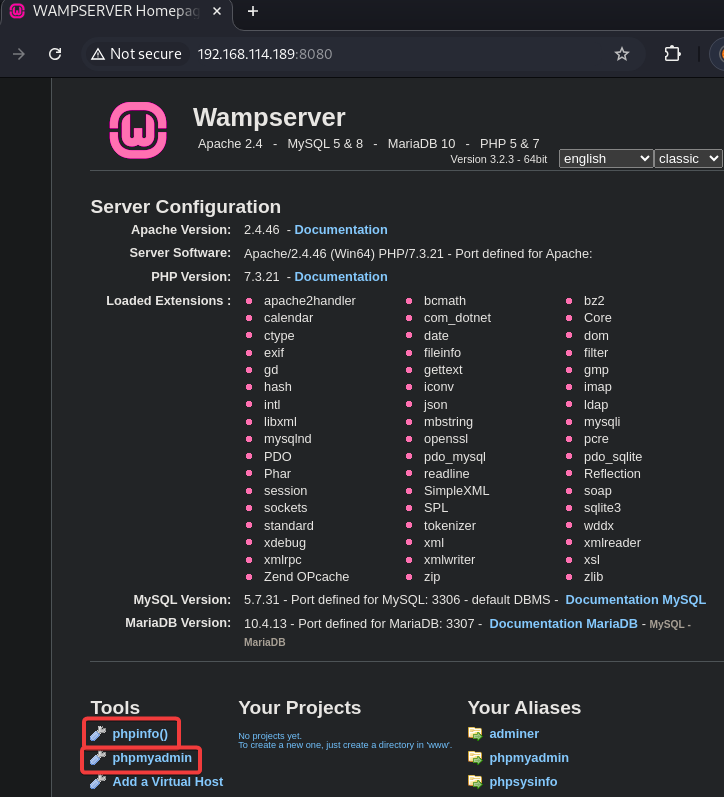 WAMPSERVER Homepag
Not secure 192.168.114.189:8080
Wampserver
Apache 2.4 - MySQL 5 & 8 - MariaDB 10 - PHP 5 & 7
Version 3.2.3 - 64bit english classic
Server Configuration
Apache Version: 2.4.46 - Documentation
Server Software: Apache/2.4.46 (Win64) PHP/7.3.21 - Port defined for Apache:
PHP Version: 7.3.21 - Documentation
Loaded Extensions : apache2handler bcmath bz2
calendar com_dotnet Core
ctype date dom
exif fileinfo filter
gd gettext gmp
hash iconv imap
intl json ldap
libxml mbstring mysqli
mysqlnd openssl pcre
PDO pdo_mysql pdo_sqlite
Phar readline Reflection
session SimpleXML soap
sockets SPL sqlite3
standard tokenizer wddx
xdebug xml xmlreader
xmlrpc xmlwriter xsl
Zend OPcache zip zlib
MySQL Version: 5.7.31 - Port defined for MySQL: 3306 - default DBMS - Documentation MySQL
MariaDB Version: 10.4.13 - Port defined for MariaDB: 3307 - Documentation MariaDB - MySQL -
MariaDB
Tools Your Projects Your Aliases
phpinfo() No projects yet. adminer
To create a new one, just create a directory in 'www'.
phpmyadmin phpmyadmin
Add a Virtual Host phpsysinfo